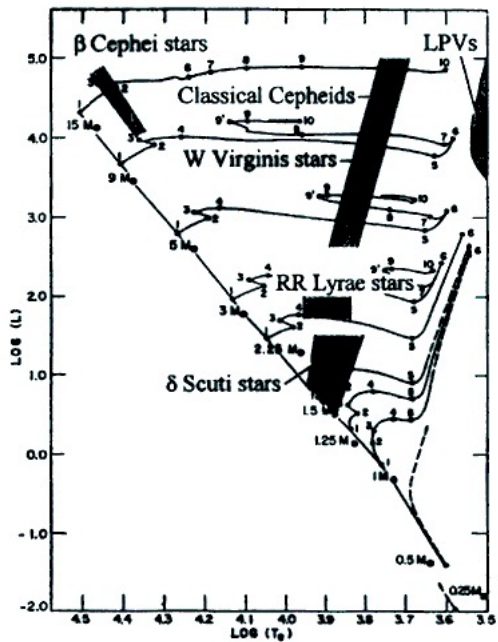 β Cephei stars
LPVs
Classical Cepheids
W Virginis stars
RR Lyrae stars
δ Scuti stars
15 M⊙
9 M⊙
5 M⊙
3 M⊙
2.25 M⊙
1.5 M⊙
1.25 M⊙
1 M⊙
0.5 M⊙
0.25 M⊙
LOG (L)
5.0
4.0
3.0
2.0
1.0
0.0
-1.0
-2.0
4.5 4.4 4.3 4.2 4.1 4.0 3.9 3.8 3.7 3.6 3.5
LOG (Te)